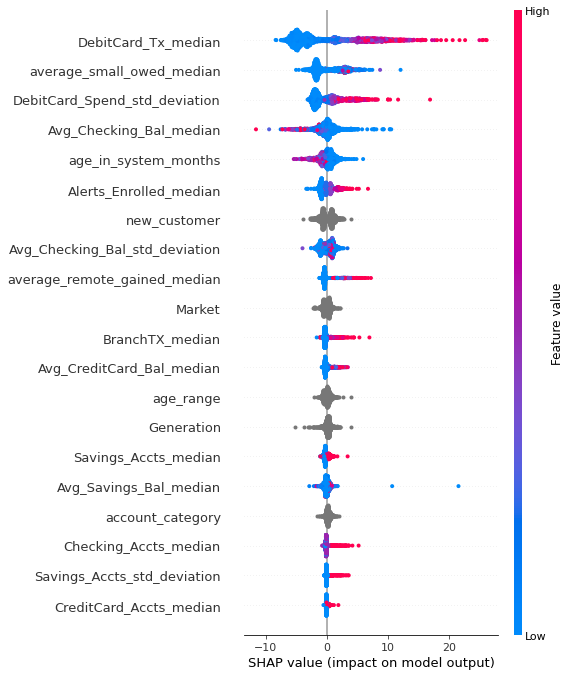 High
DebitCard_Tx_median
average_small_owed_median
DebitCard_Spend_std_deviation
Avg_Checking_Bal_median
age_in_system_months
Alerts_Enrolled_median
new_customer
Avg_Checking_Bal_std_deviation
average_remote_gained_median
Market
BranchTX_median
Avg_CreditCard_Bal_median
age_range
Generation
Savings_Accts_median
Avg_Savings_Bal_median
account_category
Checking_Accts_median
Savings_Accts_std_deviation
CreditCard_Accts_median
Feature value
Low
−10 0 10 20
SHAP value (impact on model output)